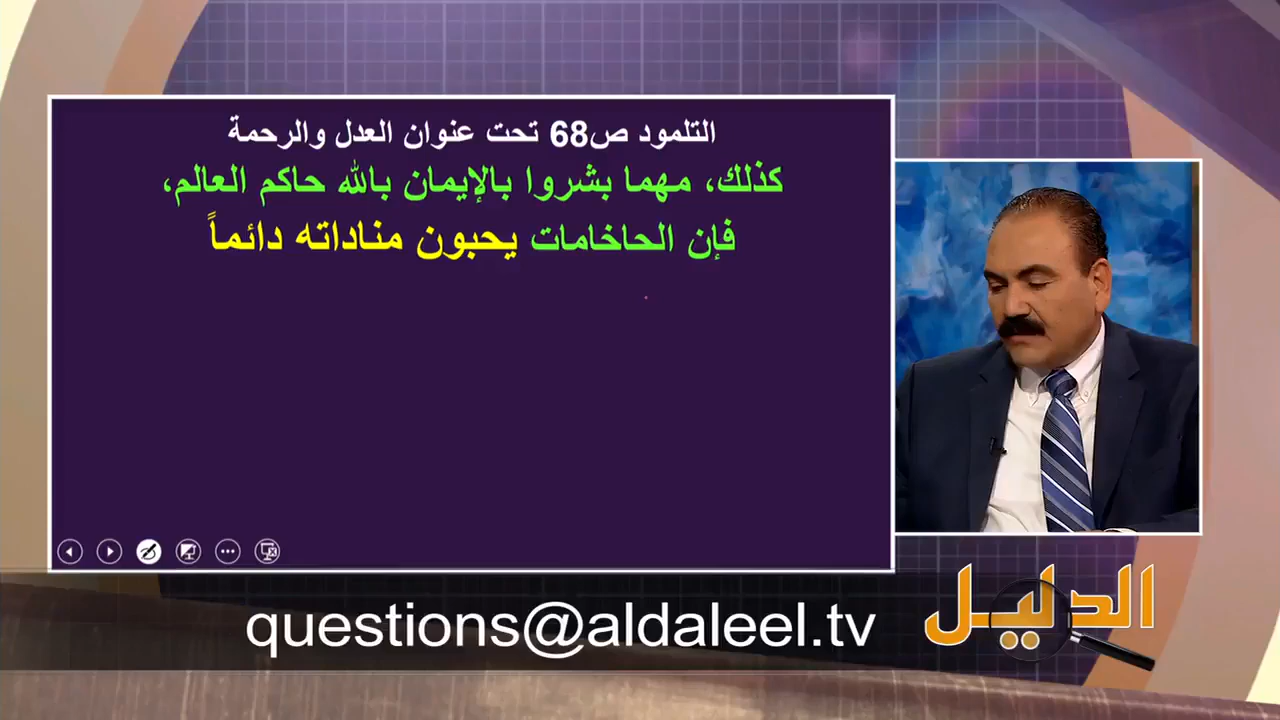 التلمود ص68 تحت عنوان العدل والرحمة
كذلك، مهما بشروا بالإيمان بالله حاكم العالم،
فإن الحاخامات يحبون مناداته دائماً
questions@aldaleel.tv
الدليل